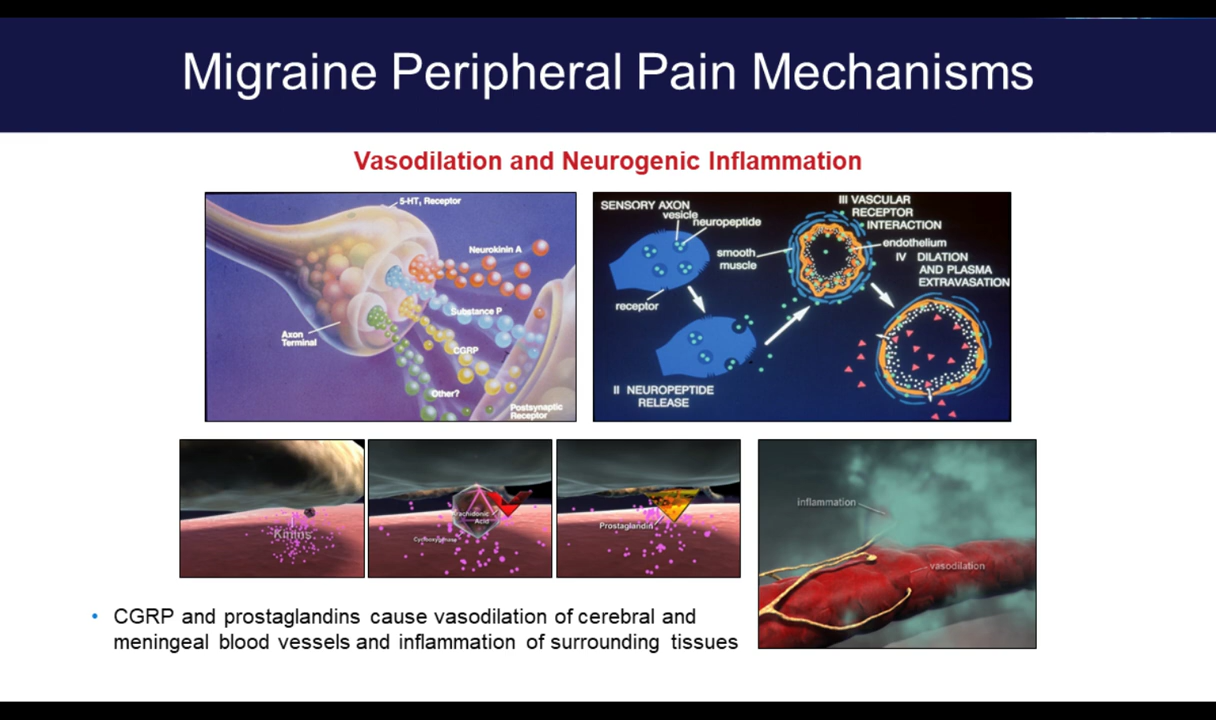 Migraine Peripheral Pain Mechanisms
Vasodilation and Neurogenic Inflammation
5-HT₁ Receptor
Neurokinin A
Substance P
Axon
Terminal
CGRP
Other?
Postsynaptic
Receptor
SENSORY AXON
vesicle
neuropeptide
receptor
smooth
muscle
III VASCULAR
RECEPTOR
INTERACTION
endothelium
IV DILATION
AND PLASMA
EXTRAVASATION
II NEUROPEPTIDE
RELEASE
Kinins
Arachidonic
Acid
Cyclooxygenase
Prostaglandin
inflammation
vasodilation
• CGRP and prostaglandins cause vasodilation of cerebral and
meningeal blood vessels and inflammation of surrounding tissues